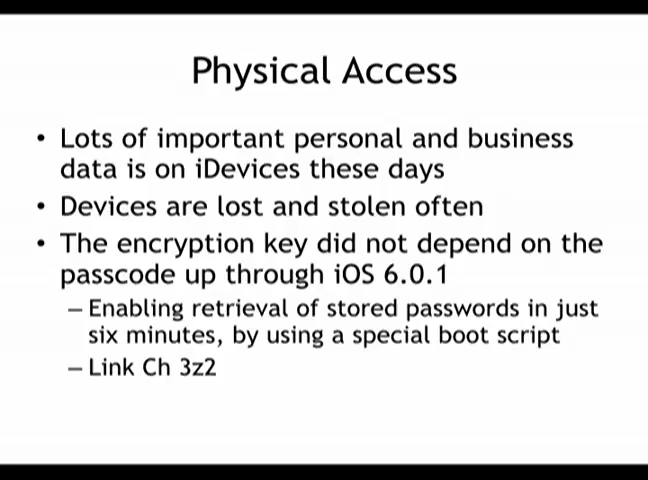 Physical Access
• Lots of important personal and business
data is on iDevices these days
• Devices are lost and stolen often
• The encryption key did not depend on the
passcode up through iOS 6.0.1
– Enabling retrieval of stored passwords in just
six minutes, by using a special boot script
– Link Ch 3z2